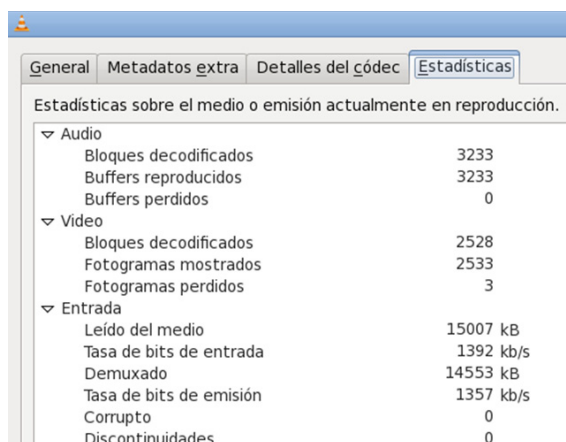 General Metadatos extra Detalles del códec Estadísticas
Estadísticas sobre el medio o emisión actualmente en reproducción.
Audio
Bloques decodificados 3233
Buffers reproducidos 3233
Buffers perdidos 0
Video
Bloques decodificados 2528
Fotogramas mostrados 2533
Fotogramas perdidos 3
Entrada
Leído del medio 15007 kB
Tasa de bits de entrada 1392 kb/s
Demuxado 14553 kB
Tasa de bits de emisión 1357 kb/s
Corrupto 0
Discontinuidades 0